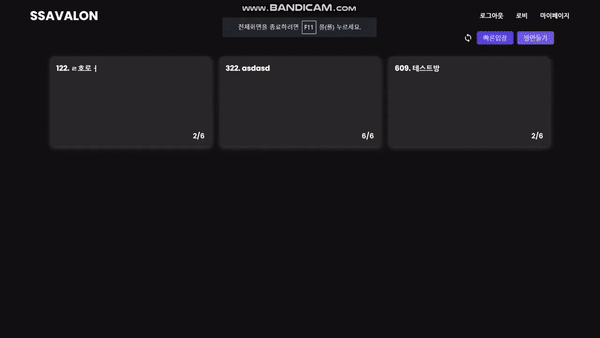 SSAVALON
www.BANDICAM.com
로그아웃
로비
마이페이지
전체화면을 종료하려면 F11 을(를) 누르세요.
빠른입장
방만들기
122. ㄹ호로ㅓ
2/6
322. asdasd
6/6
609. 테스트방
2/6